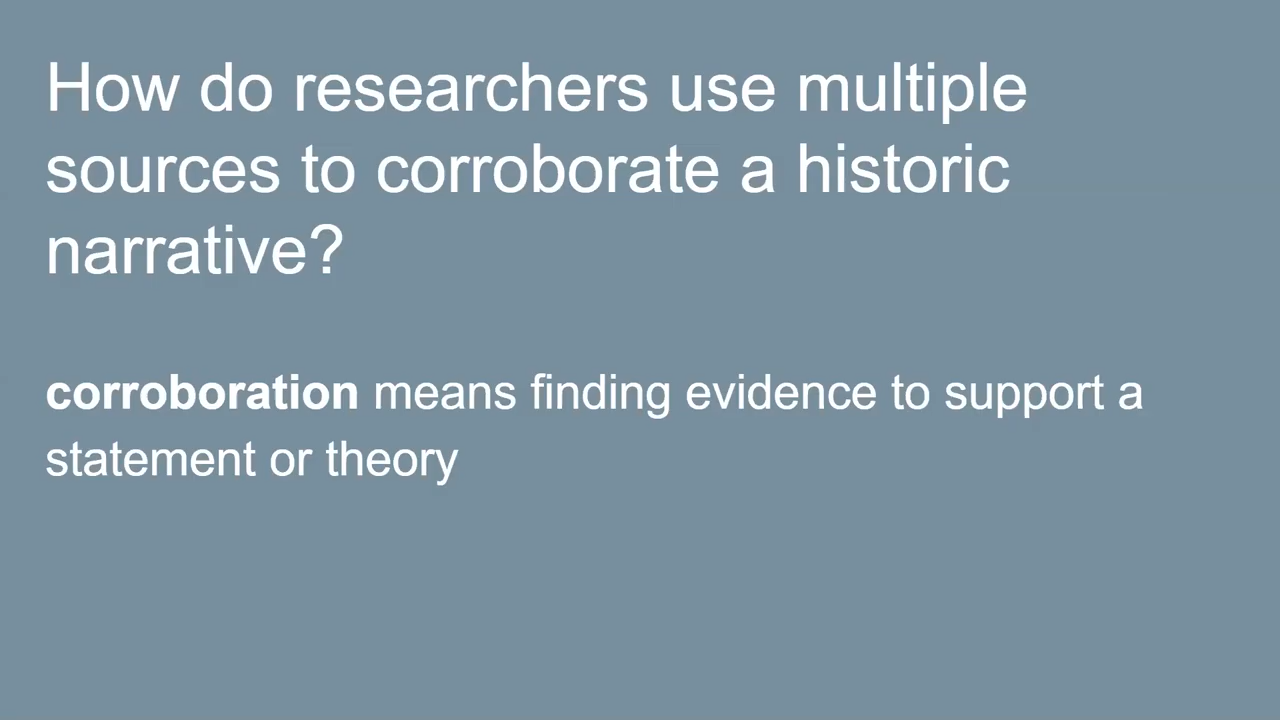 How do researchers use multiple
sources to corroborate a historic
narrative?
corroboration means finding evidence to support a
statement or theory